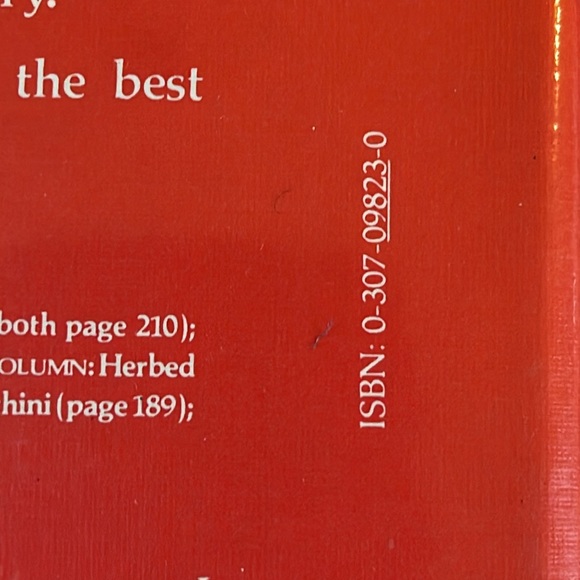 y.
the best
both page 210);
OLUMN: Herbed
hini (page 189);
ISBN: 0-307-09823-0